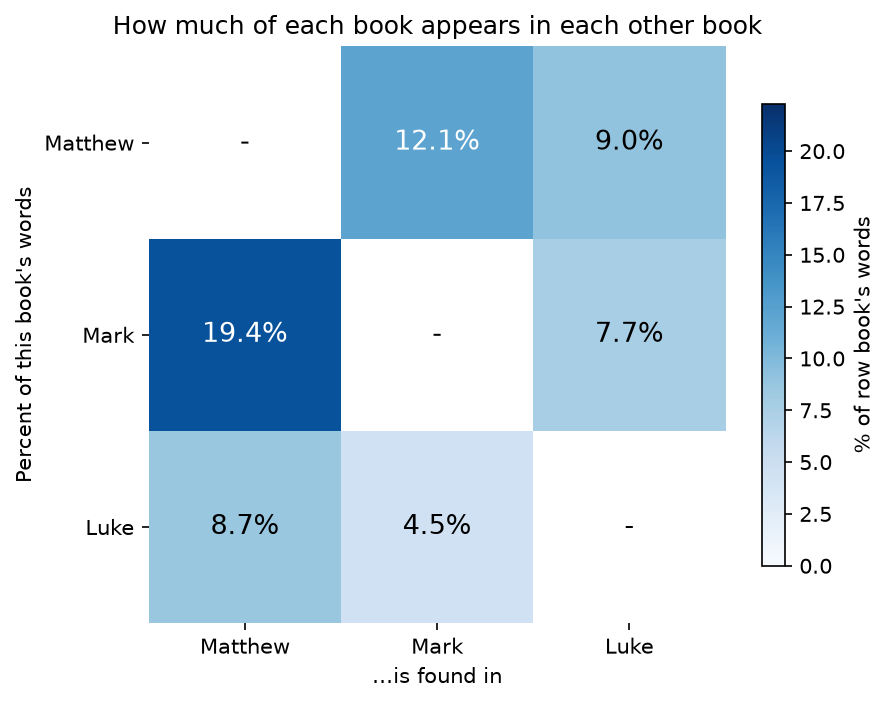 How much of each book appears in each other book
Percent of this book's words
Matthew
-
12.1%
9.0%
Mark
19.4%
-
7.7%
Luke
8.7%
4.5%
-
Matthew
Mark
Luke
...is found in
20.0
17.5
15.0
12.5
10.0
7.5
5.0
2.5
0.0
% of row book's words